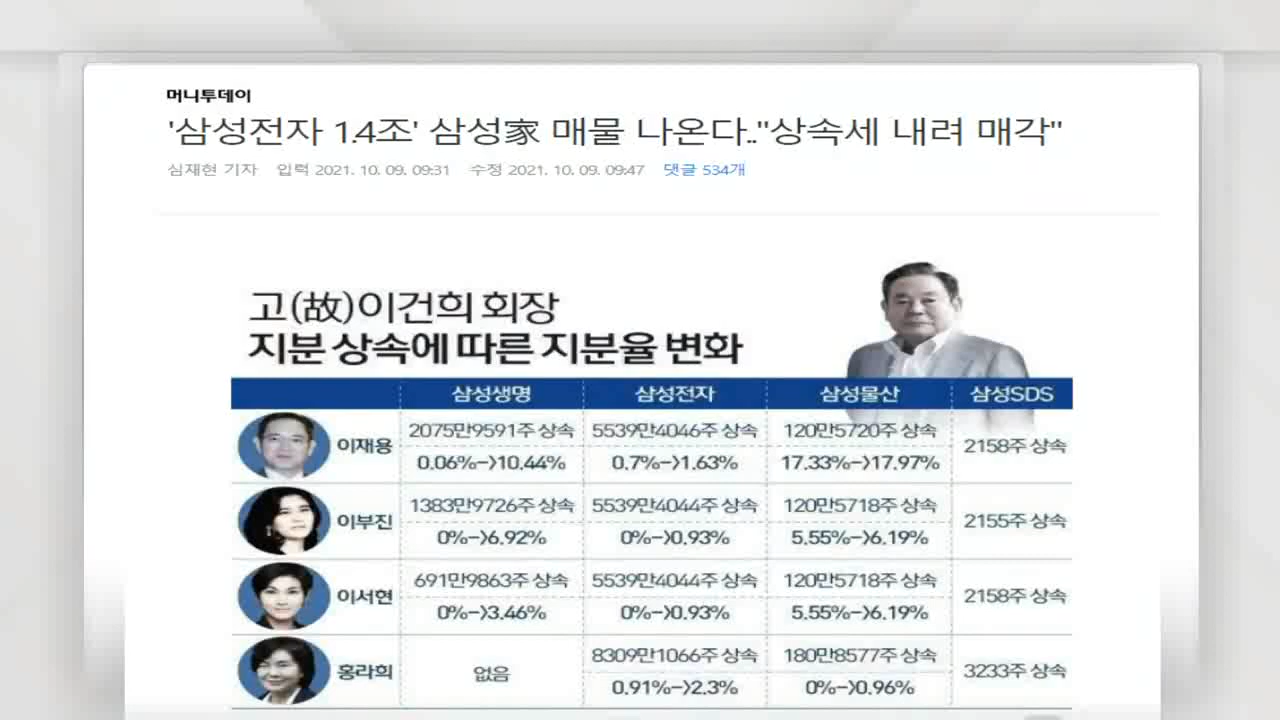 머니투데이
'삼성전자 1.4조' 삼성家 매물 나온다.."상속세 내려 매각"
심재현 기자 입력 2021. 10. 09. 09:31 수정 2021. 10. 09. 09:47 댓글 534개
고(故)이건희 회장
지분 상속에 따른 지분율 변화
삼성생명 삼성전자 삼성물산 삼성SDS
이재용 2075만9591주 상속 5539만4046주 상속 120만5720주 상속 2158주 상속
0.06%->10.44% 0.7%->1.63% 17.33%->17.97%
이부진 1383만9726주 상속 5539만4044주 상속 120만5718주 상속 2155주 상속
0%->6.92% 0%->0.93% 5.55%->6.19%
이서현 691만9863주 상속 5539만4044주 상속 120만5718주 상속 2158주 상속
0%->3.46% 0%->0.93% 5.55%->6.19%
홍라희 없음 8309만1066주 상속 180만8577주 상속 3233주 상속
0.91%->2.3% 0%->0.96%